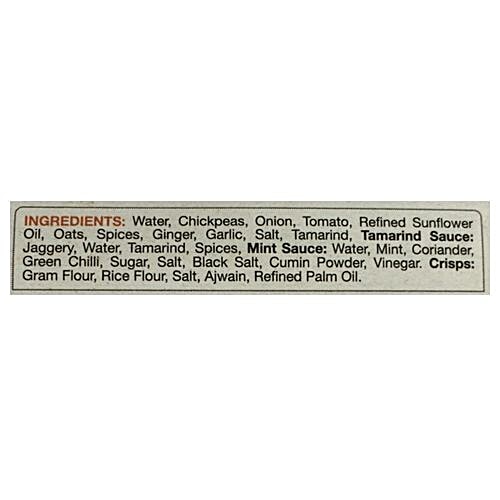 INGREDIENTS: Water, Chickpeas, Onion, Tomato, Refined Sunflower
Oil, Oats, Spices, Ginger, Garlic, Salt, Tamarind, Tamarind Sauce:
Jaggery, Water, Tamarind, Spices, Mint Sauce: Water, Mint, Coriander,
Green Chilli, Sugar, Salt, Black Salt, Cumin Powder, Vinegar. Crisps:
Gram Flour, Rice Flour, Salt, Ajwain, Refined Palm Oil.